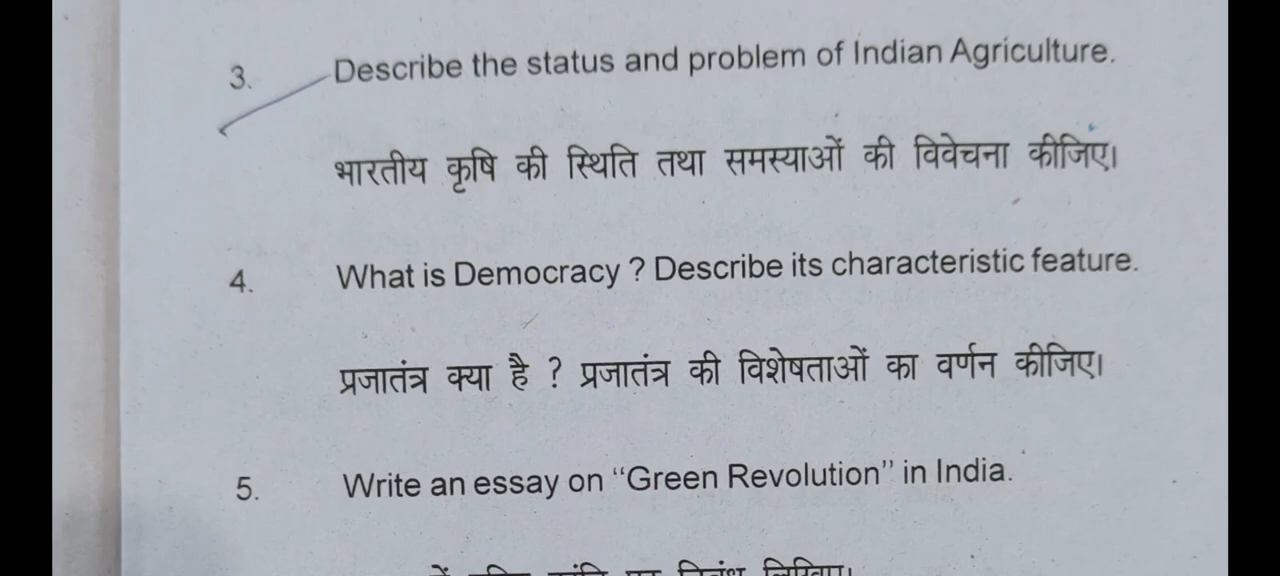 3. Describe the status and problem of Indian Agriculture.
भारतीय कृषि की स्थिति तथा समस्याओं की विवेचना कीजिए।
4. What is Democracy ? Describe its characteristic feature.
प्रजातंत्र क्या है ? प्रजातंत्र की विशेषताओं का वर्णन कीजिए।
5. Write an essay on “Green Revolution” in India.